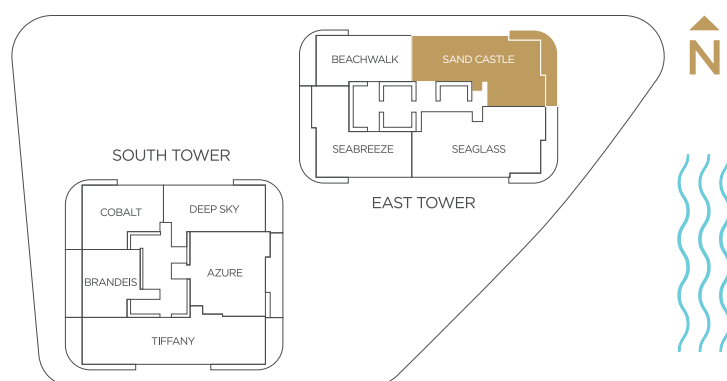 N
BEACHWALK
SAND CASTLE
SEABREEZE
SEAGLASS
EAST TOWER
SOUTH TOWER
COBALT
DEEP SKY
BRANDEIS
AZURE
TIFFANY